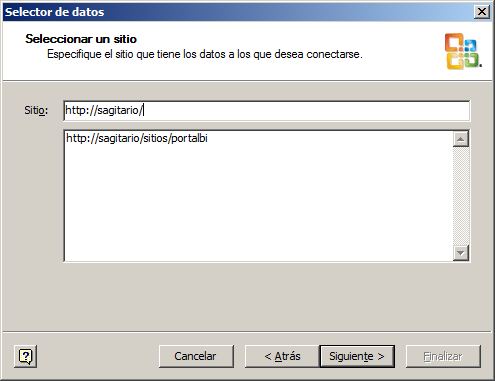 Selector de datos
Seleccionar un sitio
Especifique el sitio que tiene los datos a los que desea conectarse.
Sitio: http://sagitario/
http://sagitario/sitios/portalbi
? Cancelar < Atrás Siguiente > Finalizar